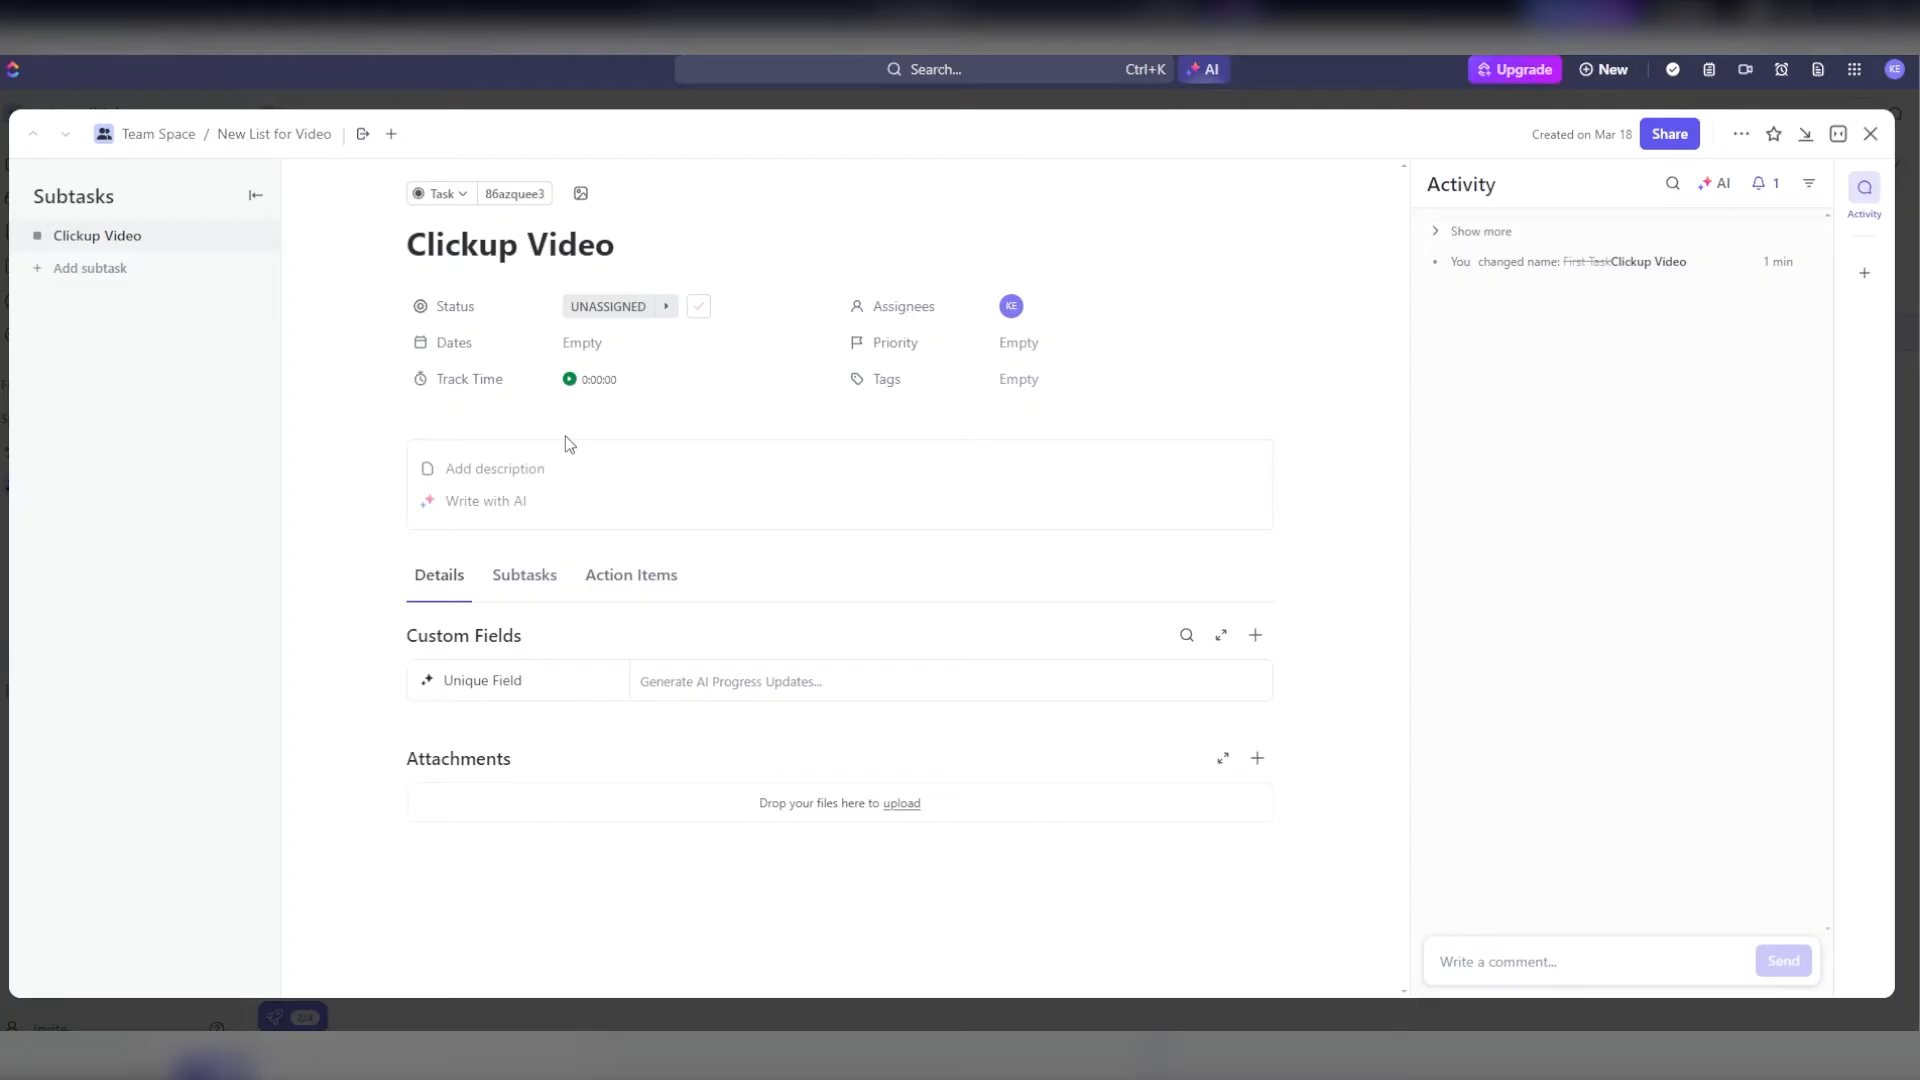 Search... Ctrl+K AI Upgrade New KE
Team Space / New List for Video Created on Mar 18 Share
Subtasks
Clickup Video
+ Add subtask
Task 86azquee3
Clickup Video
Status UNASSIGNED Assignees KE
Dates Empty Priority Empty
Track Time 0:00:00 Tags Empty
Add description
Write with AI
Details Subtasks Action Items
Custom Fields
Unique Field Generate AI Progress Updates...
Attachments
Drop your files here to upload
Activity AI 1
Show more
You changed name: First Task Clickup Video 1 min
Write a comment... Send
Activity
Invite
2/4